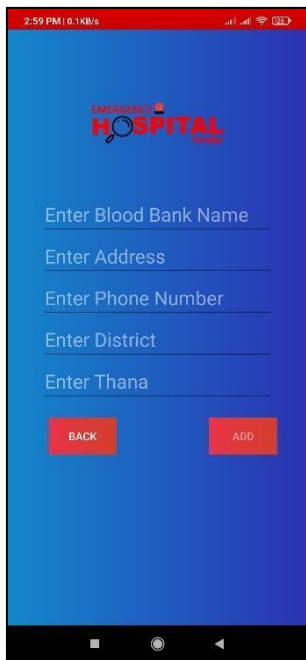 2:59 PM | 0.1KB/s
EMERGENCY
HOSPITAL
Enter Blood Bank Name
Enter Address
Enter Phone Number
Enter District
Enter Thana
BACK ADD